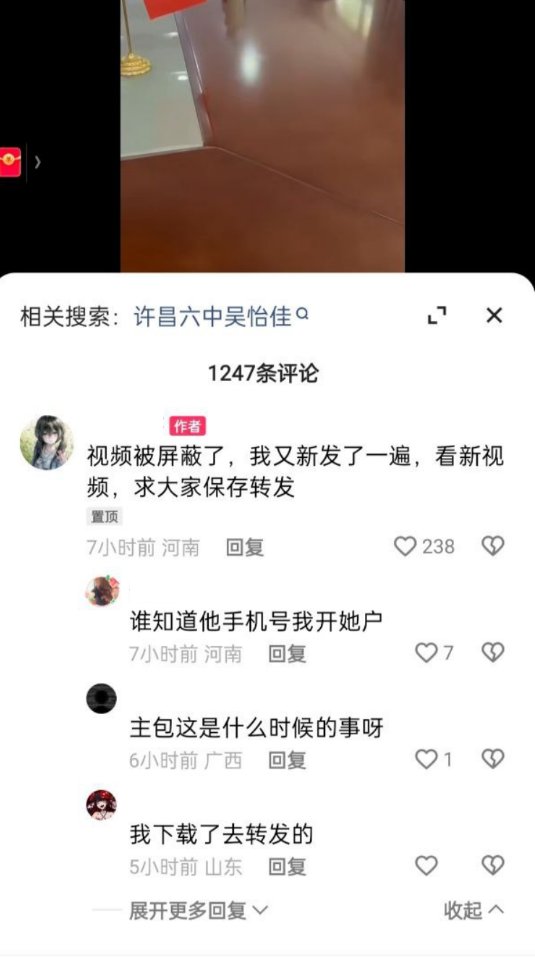 相关搜索：许昌六中吴怡佳
1247条评论
作者
视频被屏蔽了，我又新发了一遍，看新视
频，求大家保存转发
置顶
7小时前 河南 回复 238
谁知道他手机号我开她户
7小时前 河南 回复 7
主包这是什么时候的事呀
6小时前 广西 回复 1
我下载了去转发的
5小时前 山东 回复
展开更多回复 收起